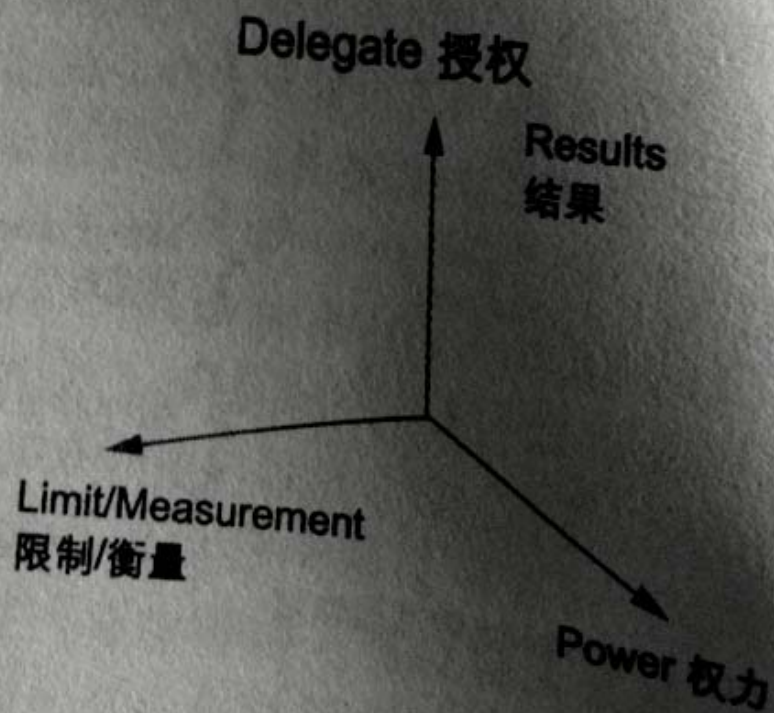 Delegate 授权
Results
结果
Limit/Measurement
限制/衡量
Power 权力